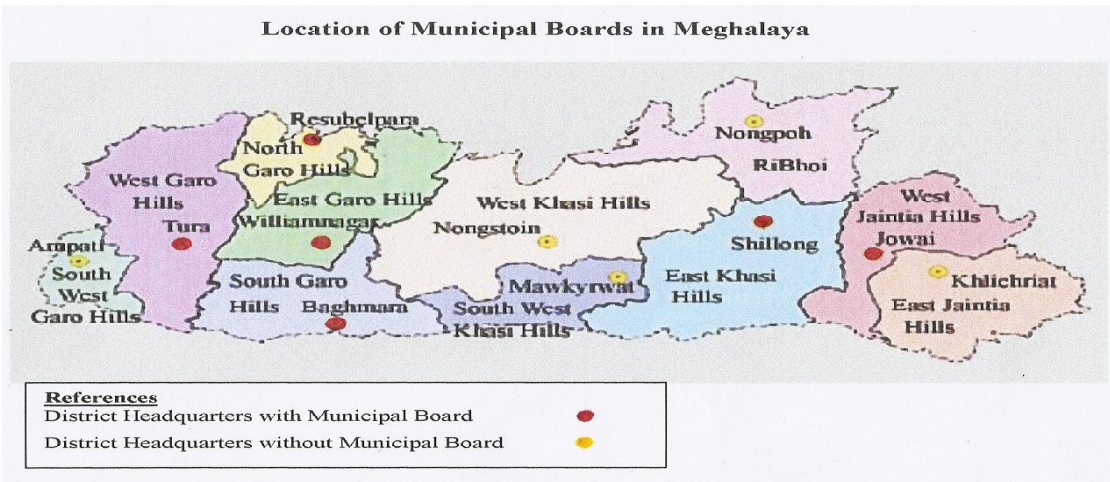 Location of Municipal Boards in Meghalaya
Resubelpara
North
Garo Hills
West Garo
Hills
Tura
East Garo Hills
Williamnagar
Ampati
South
West
Garo Hills
South Garo
Hills
Baghmara
West Khasi Hills
Nongstoin
Mawkyrwat
South West
Khasi Hills
Nongpoh
RiBhoi
Shillong
East Khasi
Hills
West
Jaintia Hills
Jowai
Khlichriat
East Jaintia
Hills
References
District Headquarters with Municipal Board
District Headquarters without Municipal Board